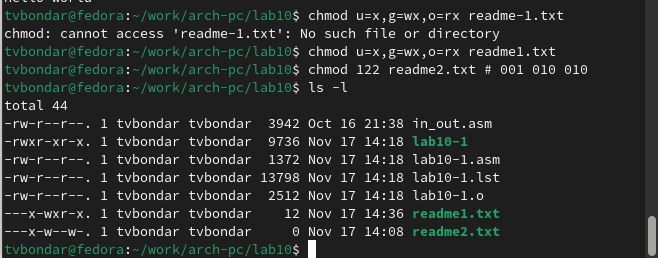 tvbondar@fedora:~/work/arch-pc/lab10$ chmod u=x,g=wx,o=rx readme-1.txt
chmod: cannot access 'readme-1.txt': No such file or directory
tvbondar@fedora:~/work/arch-pc/lab10$ chmod u=x,g=wx,o=rx readme1.txt
tvbondar@fedora:~/work/arch-pc/lab10$ chmod 122 readme2.txt # 001 010 010
tvbondar@fedora:~/work/arch-pc/lab10$ ls -l
total 44
-rw-r--r--. 1 tvbondar tvbondar  3942 Oct 16 21:38 in_out.asm
-rwxr-xr-x. 1 tvbondar tvbondar  9736 Nov 17 14:18 lab10-1
-rw-r--r--. 1 tvbondar tvbondar  1372 Nov 17 14:18 lab10-1.asm
-rw-r--r--. 1 tvbondar tvbondar 13798 Nov 17 14:18 lab10-1.lst
-rw-r--r--. 1 tvbondar tvbondar  2512 Nov 17 14:18 lab10-1.o
---x-wxr-x. 1 tvbondar tvbondar    12 Nov 17 14:36 readme1.txt
---x-w--w-. 1 tvbondar tvbondar     0 Nov 17 14:08 readme2.txt
tvbondar@fedora:~/work/arch-pc/lab10$